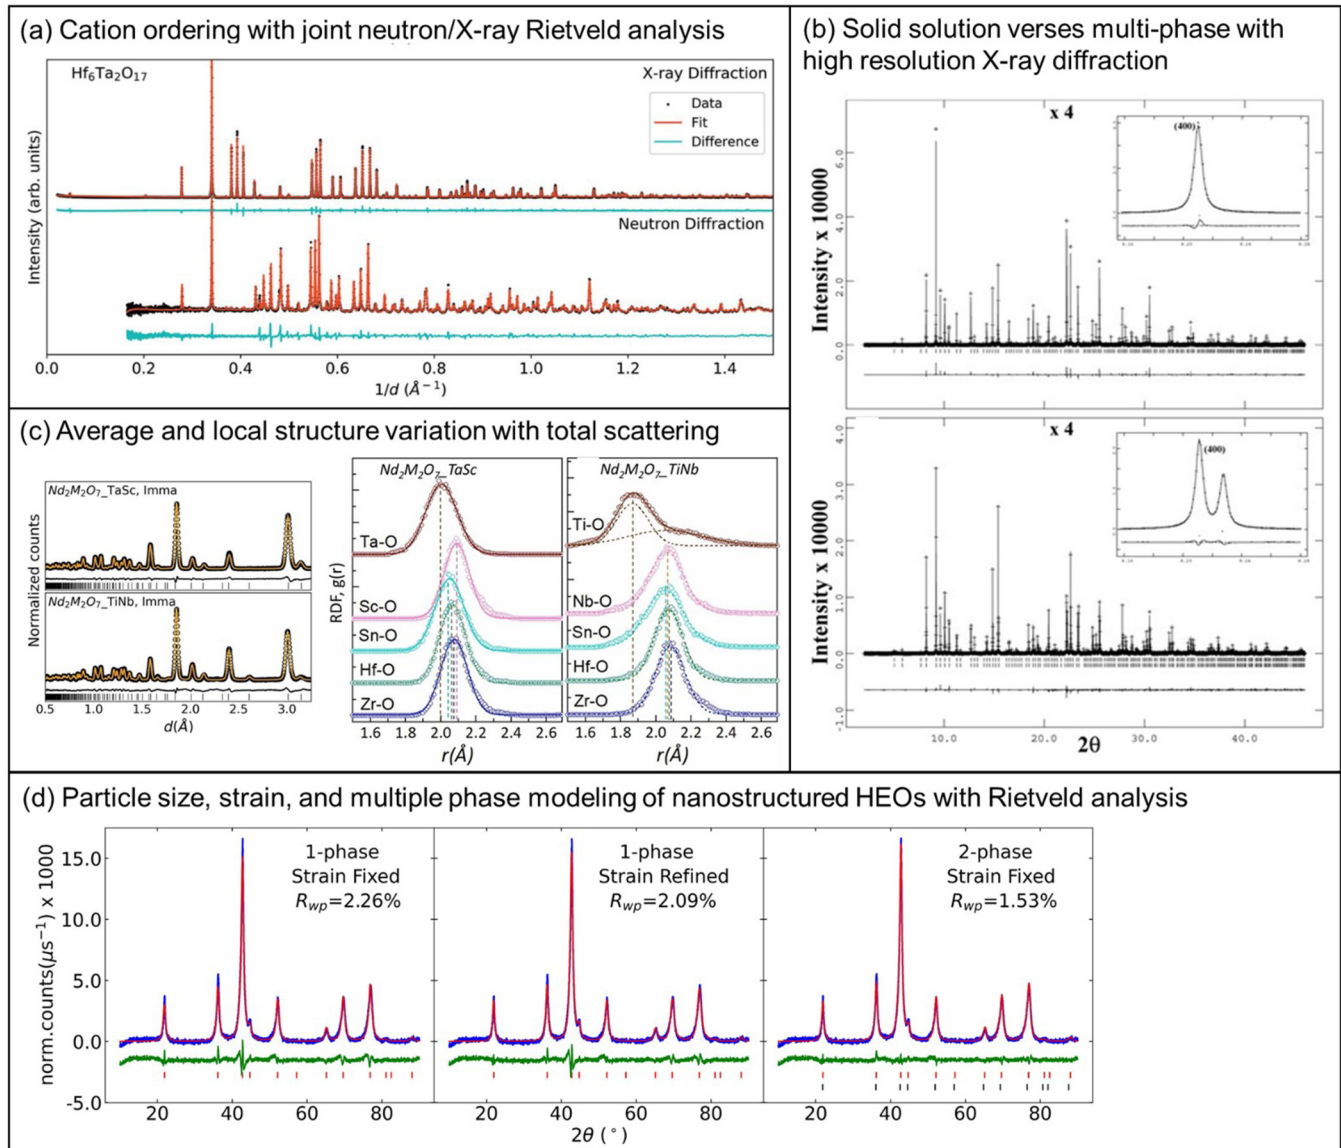 (a) Cation ordering with joint neutron/X-ray Rietveld analysis
Hf₆Ta₂O₁₇
X-ray Diffraction
Data
Fit
Difference
Neutron Diffraction
Intensity (arb. units)
0.0 0.2 0.4 0.6 0.8 1.0 1.2 1.4
1/d (Å⁻¹)
(b) Solid solution verses multi-phase with
high resolution X-ray diffraction
x 4
(400)
Intensity x 10000
6.0
4.0
2.0
0.0
x 4
(400)
Intensity x 10000
4.0
3.0
2.0
1.0
0.0
-1.0
10.0 20.0 30.0 40.0
2θ
(c) Average and local structure variation with total scattering
Nd₂M₂O₇_TaSc, Imma
Nd₂M₂O₇_TiNb, Imma
Normalized counts
0.5 1.0 1.5 2.0 2.5 3.0
d(Å)
Nd₂M₂O₇_TaSc
Ta-O
Sc-O
Sn-O
Hf-O
Zr-O
RDF, g(r)
1.6 1.8 2.0 2.2 2.4 2.6
r(Å)
Nd₂M₂O₇_TiNb
Ti-O
Nb-O
Sn-O
Hf-O
Zr-O
1.6 1.8 2.0 2.2 2.4 2.6
r(Å)
(d) Particle size, strain, and multiple phase modeling of nanostructured HEOs with Rietveld analysis
norm.counts(μs⁻¹) x 1000
15.0
10.0
5.0
0.0
-5.0
1-phase
Strain Fixed
Rwp=2.26%
1-phase
Strain Refined
Rwp=2.09%
2-phase
Strain Fixed
Rwp=1.53%
20 40 60 80 20 40 60 80 20 40 60 80
2θ (°)